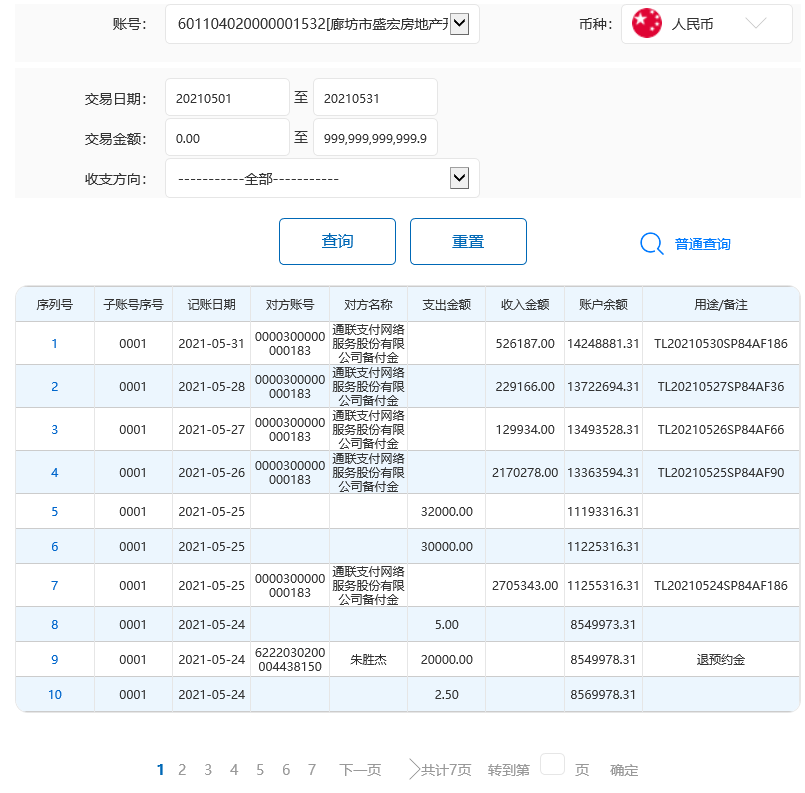 账号: 601104020000001532[廊坊市盛宏房地产 币种: 人民币
交易日期: 20210501 至 20210531
交易金额: 0.00 至 999,999,999,999.9
收支方向: -----------全部-----------
查询 重置 普通查询
序列号 子账号序号 记账日期 对方账号 对方名称 支出金额 收入金额 账户余额 用途/备注
1 0001 2021-05-31 0000300000000183 通联支付网络服务股份有限公司备付金 526187.00 14248881.31 TL20210530SP84AF186
2 0001 2021-05-28 0000300000000183 通联支付网络服务股份有限公司备付金 229166.00 13722694.31 TL20210527SP84AF36
3 0001 2021-05-27 0000300000000183 通联支付网络服务股份有限公司备付金 129934.00 13493528.31 TL20210526SP84AF66
4 0001 2021-05-26 0000300000000183 通联支付网络服务股份有限公司备付金 2170278.00 13363594.31 TL20210525SP84AF90
5 0001 2021-05-25 32000.00 11193316.31
6 0001 2021-05-25 30000.00 11225316.31
7 0001 2021-05-25 0000300000000183 通联支付网络服务股份有限公司备付金 2705343.00 11255316.31 TL20210524SP84AF186
8 0001 2021-05-24 5.00 8549973.31
9 0001 2021-05-24 6222030200004438150 朱胜杰 20000.00 8549978.31 退预约金
10 0001 2021-05-24 2.50 8569978.31
1 2 3 4 5 6 7 下一页 共计7页 转到第 页 确定